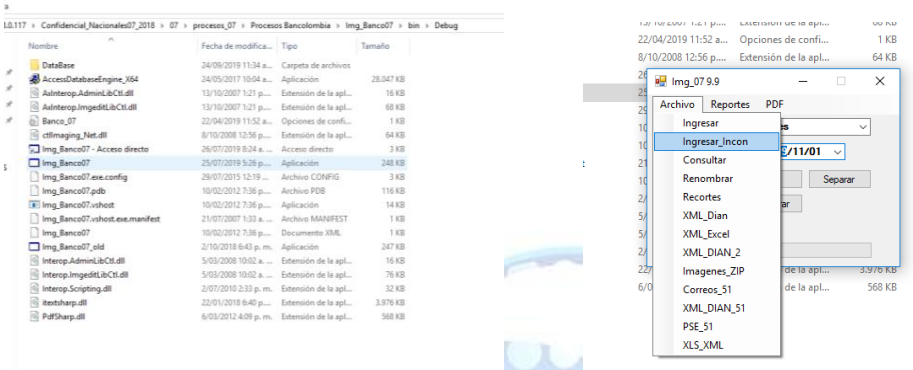 .0.117 › Confidencial_Nacionales07_2018 › 07 › procesos_07 › Procesos Bancolombia › Img_Banco07 › bin › Debug
Nombre Fecha de modifica... Tipo Tamaño
DataBase 24/09/2019 11:34 a... Carpeta de archivos
AccessDatabaseEngine_X64 24/05/2017 10:04 a... Aplicación 28.047 KB
AxInterop.AdminLibCtl.dll 13/10/2007 1:21 p.... Extensión de la apl... 16 KB
AxInterop.ImgeditLibCtl.dll 13/10/2007 1:21 p.... Extensión de la apl... 68 KB
Banco_07 22/04/2019 11:52 a... Opciones de confi... 1 KB
ctlImaging_Net.dll 8/10/2008 12:56 p.... Extensión de la apl... 64 KB
Img_Banco07 - Acceso directo 26/07/2019 8:24 a. ... Acceso directo 3 KB
Img_Banco07 25/07/2019 5:26 p.... Aplicación 248 KB
Img_Banco07.exe.config 29/07/2015 12:19 ... Archivo CONFIG 3 KB
Img_Banco07.pdb 10/02/2012 7:36 p.... Archivo PDB 116 KB
Img_Banco07.vshost 10/02/2012 7:36 p.... Aplicación 14 KB
Img_Banco07.vshost.exe.manifest 21/07/2007 1:33 a. ... Archivo MANIFEST 1 KB
Img_Banco07 10/02/2012 7:36 p.... Documento XML 1 KB
Img_Banco07_old 2/10/2018 6:43 p. m. Aplicación 247 KB
Interop.AdminLibCtl.dll 5/03/2008 10:02 a. ... Extensión de la apl... 16 KB
Interop.ImgeditLibCtl.dll 5/03/2008 10:02 a. ... Extensión de la apl... 76 KB
Interop.Scripting.dll 2/07/2010 2:33 p. m. Extensión de la apl... 32 KB
itextsharp.dll 22/01/2018 6:40 p.... Extensión de la apl... 3.976 KB
PdfSharp.dll 6/03/2012 4:09 p. m. Extensión de la apl... 568 KB
13/10/2007 1:21 p.... Extensión de la apl... 68 KB
22/04/2019 11:52 a... Opciones de confi... 1 KB
8/10/2008 12:56 p.... Extensión de la apl... 64 KB
Img_07 9.9
Archivo Reportes PDF
Ingresar
Ingresar_Incon
/11/01
Consultar
Renombrar
Separar
Recortes
XML_Dian
XML_Excel
XML_DIAN_2
Imagenes_ZIP
de la apl... 3.976 KB
Correos_51
de la apl... 568 KB
XML_DIAN_51
PSE_51
XLS_XML